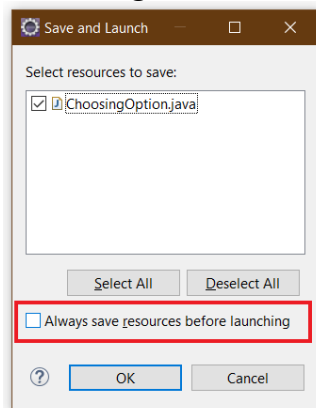 Save and Launch
Select resources to save:
ChoosingOption.java
Select All Deselect All
Always save resources before launching
? OK Cancel